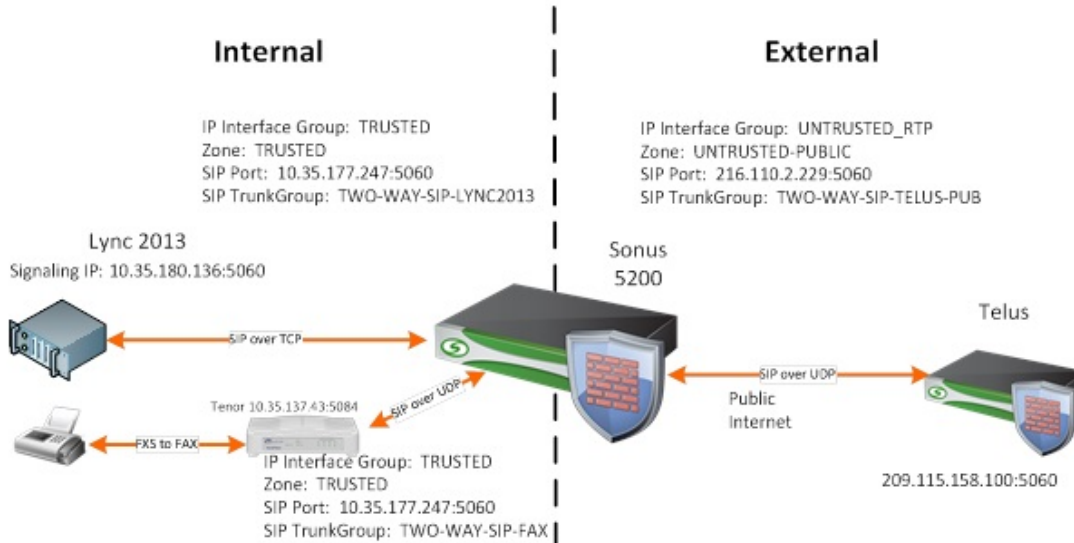 Internal
External
IP Interface Group: TRUSTED
Zone: TRUSTED
SIP Port: 10.35.177.247:5060
SIP TrunkGroup: TWO-WAY-SIP-LYNC2013
IP Interface Group: UNTRUSTED_RTP
Zone: UNTRUSTED-PUBLIC
SIP Port: 216.110.2.229:5060
SIP TrunkGroup: TWO-WAY-SIP-TELUS-PUB
Lync 2013
Signaling IP: 10.35.180.136:5060
Sonus
5200
Telus
SIP over TCP
SIP over UDP
SIP over UDP
Public
Internet
Tenor 10.35.137.43:5084
FXS to FAX
IP Interface Group: TRUSTED
Zone: TRUSTED
SIP Port: 10.35.177.247:5060
SIP TrunkGroup: TWO-WAY-SIP-FAX
209.115.158.100:5060